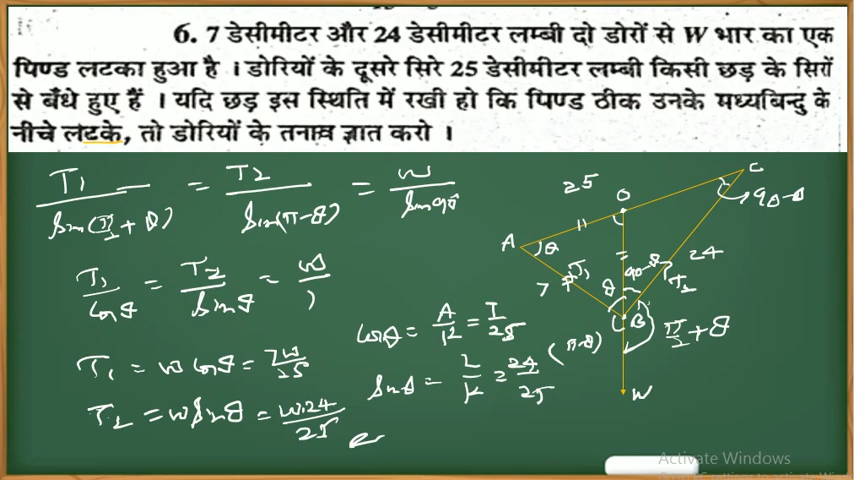 6. 7 डेसीमीटर और 24 डेसीमीटर लम्बी दो डोरों से W भार का एक
पिण्ड लटका हुआ है । डोरियों के दूसरे सिरे 25 डेसीमीटर लम्बी किसी छड़ के सिरों
से बँधे हुए हैं । यदि छड़ इस स्थिति में रखी हो कि पिण्ड ठीक उनके मध्यबिन्दु के
नीचे लटके, तो डोरियों के तनाव ज्ञात करो ।
T1 / sin(π/2 + θ) = T2 / sin(π-θ) = W / sin90°
T1 / cosθ = T2 / sinθ = W / 1
T1 = W cosθ = 7W / 25
T2 = W sinθ = W.24 / 25
cosθ = A / K = 7 / 25
sinθ = L / K = 24 / 25
25
O
C
90-θ
A
θ
24
7
T1
90-θ
T2
θ
B
(π-θ)
π/2 + θ
W
Activate Windows